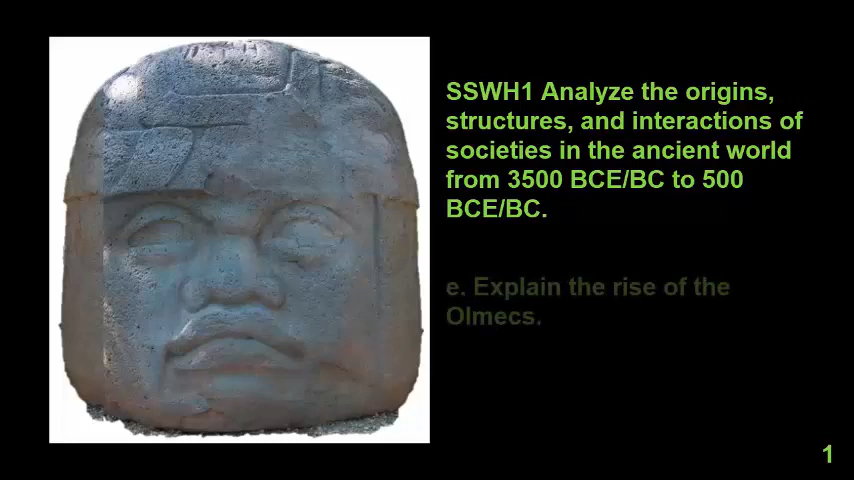 SSWH1 Analyze the origins,
structures, and interactions of
societies in the ancient world
from 3500 BCE/BC to 500
BCE/BC.
e. Explain the rise of the
Olmecs.
1